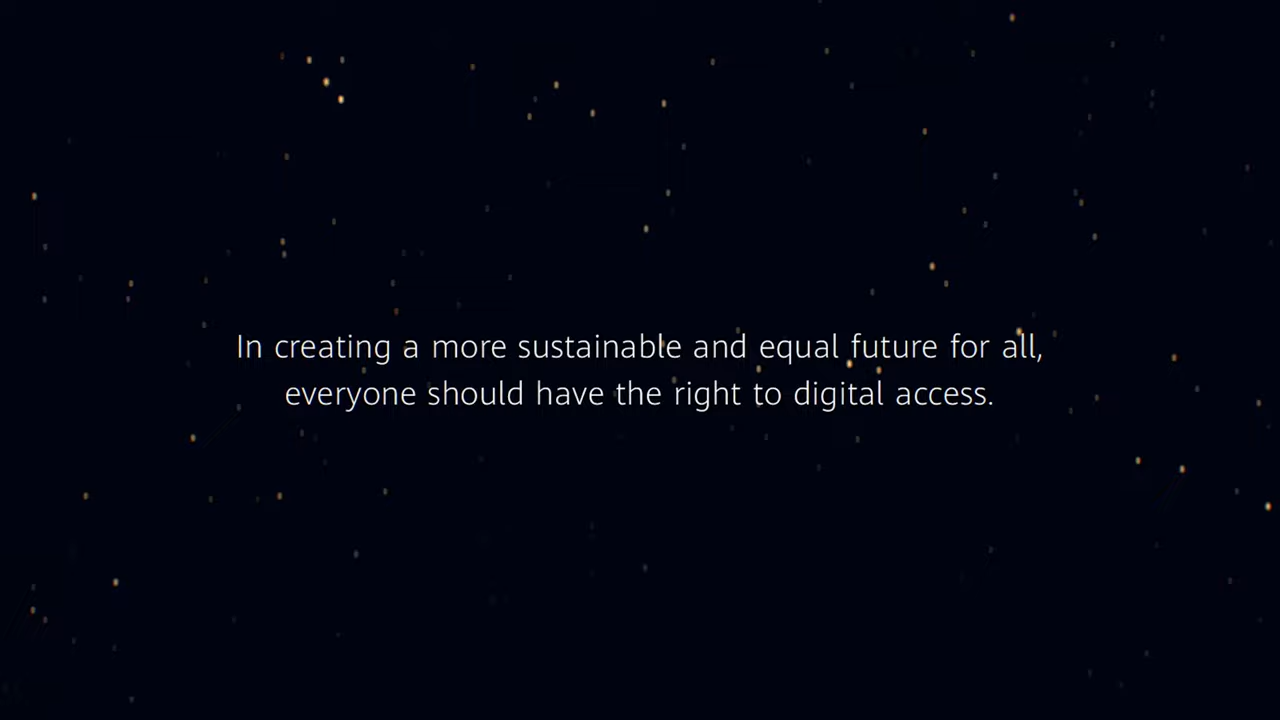 In creating a more sustainable and equal future for all,
everyone should have the right to digital access.